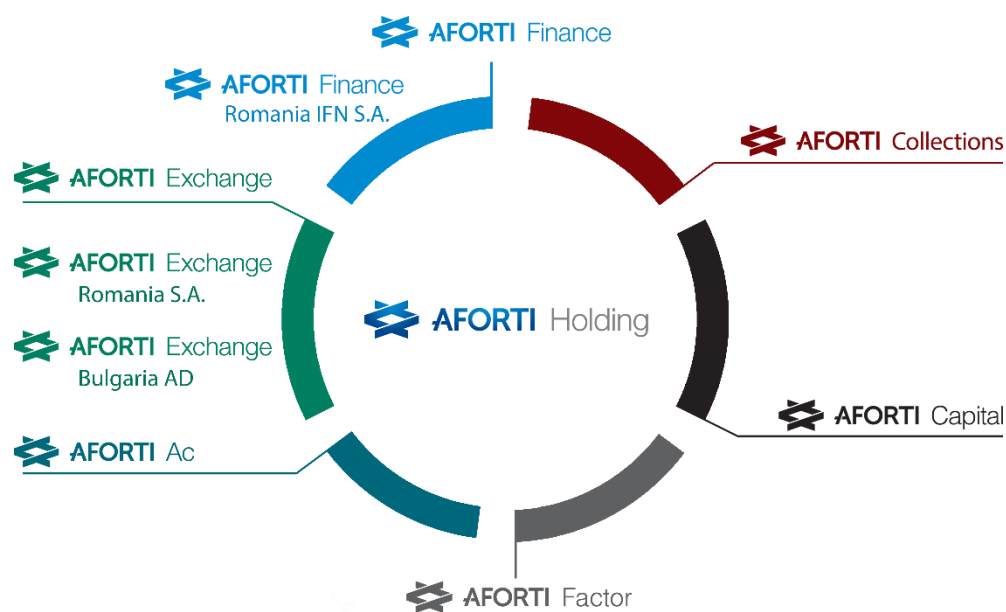 AFORTI Finance
AFORTI Finance
Romania IFN S.A.
AFORTI Collections
AFORTI Exchange
AFORTI Exchange
Romania S.A.
AFORTI Holding
AFORTI Exchange
Bulgaria AD
AFORTI Capital
AFORTI Ac
AFORTI Factor